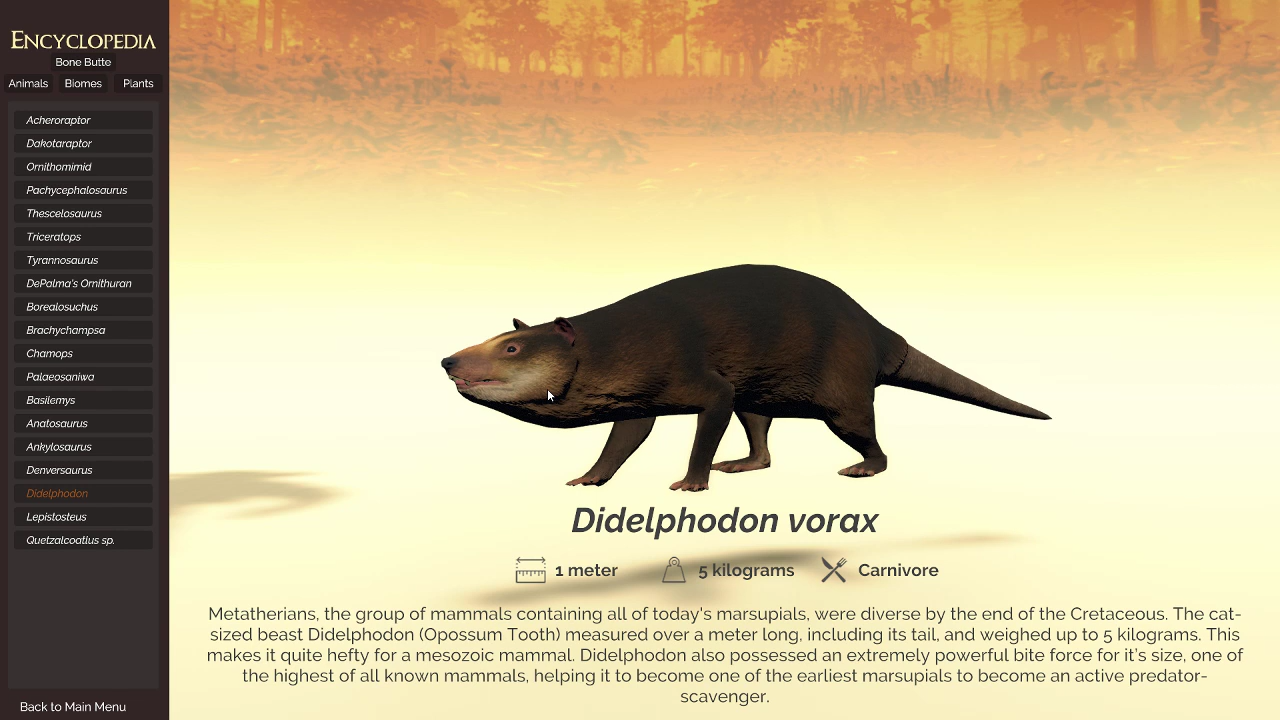 ENCYCLOPEDIA
Bone Butte
Animals Biomes Plants
Acheroraptor
Dakotaraptor
Ornithomimid
Pachycephalosaurus
Thescelosaurus
Triceratops
Tyrannosaurus
DePalma's Ornithuran
Borealosuchus
Brachychampsa
Chamops
Palaeosaniwa
Basilemys
Anatosaurus
Ankylosaurus
Denversaurus
Didelphodon
Lepistosteus
Quetzalcoatlus sp.
Back to Main Menu
Didelphodon vorax
1 meter 5 kilograms Carnivore
Metatherians, the group of mammals containing all of today's marsupials, were diverse by the end of the Cretaceous. The cat-
sized beast Didelphodon (Opossum Tooth) measured over a meter long, including its tail, and weighed up to 5 kilograms. This
makes it quite hefty for a mesozoic mammal. Didelphodon also possessed an extremely powerful bite force for it's size, one of
the highest of all known mammals, helping it to become one of the earliest marsupials to become an active predator-
scavenger.